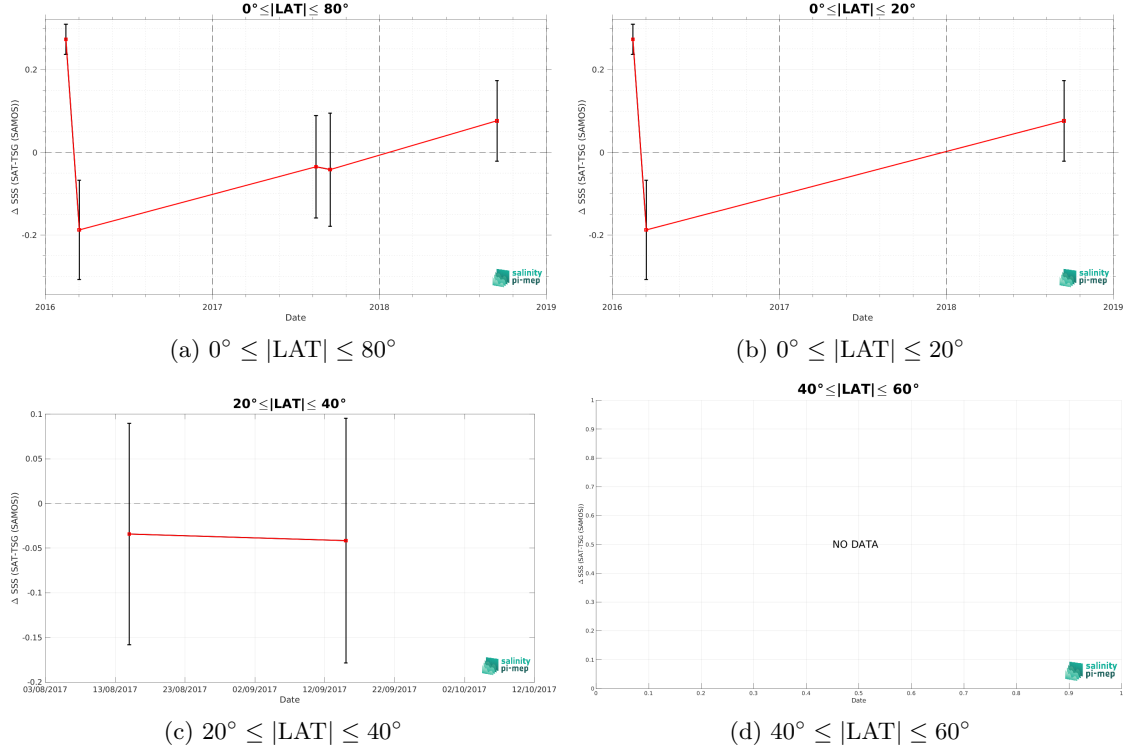 0°≤|LAT|≤ 80°
Δ SSS (SAT-TSG (SAMOS))
0.2
0
-0.2
2016 2017 2018 2019
Date
salinity
pi-mep
(a) 0° ≤ |LAT| ≤ 80°
0°≤|LAT|≤ 20°
Δ SSS (SAT-TSG (SAMOS))
0.2
0
-0.2
2016 2017 2018 2019
Date
salinity
pi-mep
(b) 0° ≤ |LAT| ≤ 20°
20°≤|LAT|≤ 40°
Δ SSS (SAT-TSG (SAMOS))
0.1
0.05
0
-0.05
-0.1
-0.15
-0.2
03/08/2017 13/08/2017 23/08/2017 02/09/2017 12/09/2017 22/09/2017 02/10/2017 12/10/2017
Date
salinity
pi-mep
(c) 20° ≤ |LAT| ≤ 40°
40°≤|LAT|≤ 60°
Δ SSS (SAT-TSG (SAMOS))
1
0.9
0.8
0.7
0.6
0.5
0.4
0.3
0.2
0.1
0
NO DATA
0 0.1 0.2 0.3 0.4 0.5 0.6 0.7 0.8 0.9 1
Date
salinity
pi-mep
(d) 40° ≤ |LAT| ≤ 60°